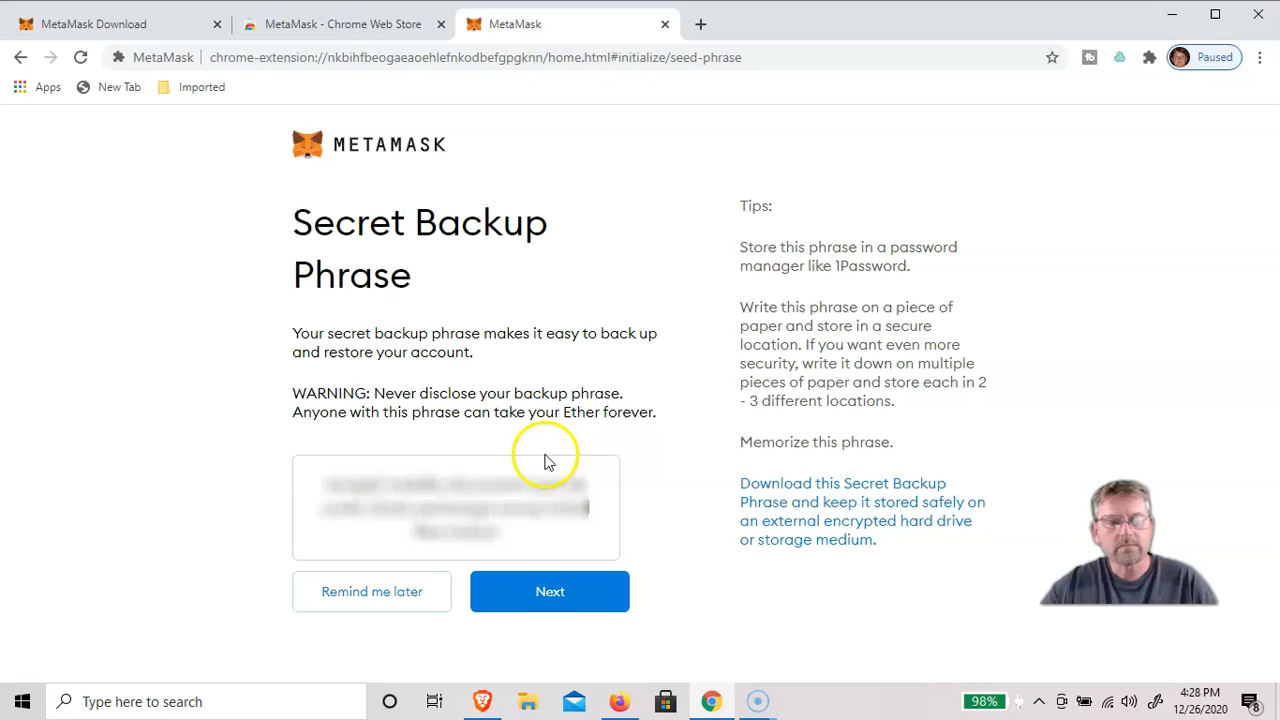 MetaMask Download
MetaMask - Chrome Web Store
MetaMask
MetaMask
chrome-extension://nkbihfbeogaeaoehlefnkodbefgpgknn/home.html#initialize/seed-phrase
Paused
Apps
New Tab
Imported
METAMASK
Secret Backup
Phrase
Your secret backup phrase makes it easy to back up
and restore your account.
WARNING: Never disclose your backup phrase.
Anyone with this phrase can take your Ether forever.
Remind me later
Next
Tips:
Store this phrase in a password
manager like 1Password.
Write this phrase on a piece of
paper and store in a secure
location. If you want even more
security, write it down on multiple
pieces of paper and store each in 2
- 3 different locations.
Memorize this phrase.
Download this Secret Backup
Phrase and keep it stored safely on
an external encrypted hard drive
or storage medium.
Type here to search
98%
4:28 PM
12/26/2020
8